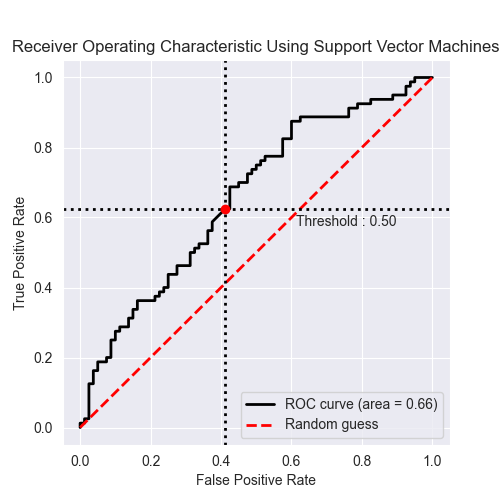 Receiver Operating Characteristic Using Support Vector Machines
1.0
0.8
0.6
0.4
0.2
0.0
True Positive Rate
Threshold : 0.50
ROC curve (area = 0.66)
Random guess
0.0 0.2 0.4 0.6 0.8 1.0
False Positive Rate